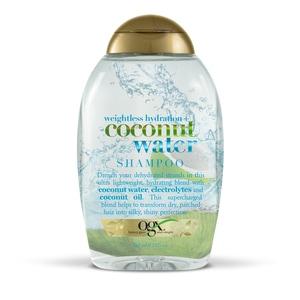 weightless hydration +
coconut
water
SHAMPOO
Drench your dehydrated strands in this
ultra lightweight, hydrating blend with
coconut water, electrolytes and
coconut oil. This supercharged
blend helps to transform dry, parched
hair into silky, shiny perfection
ogx